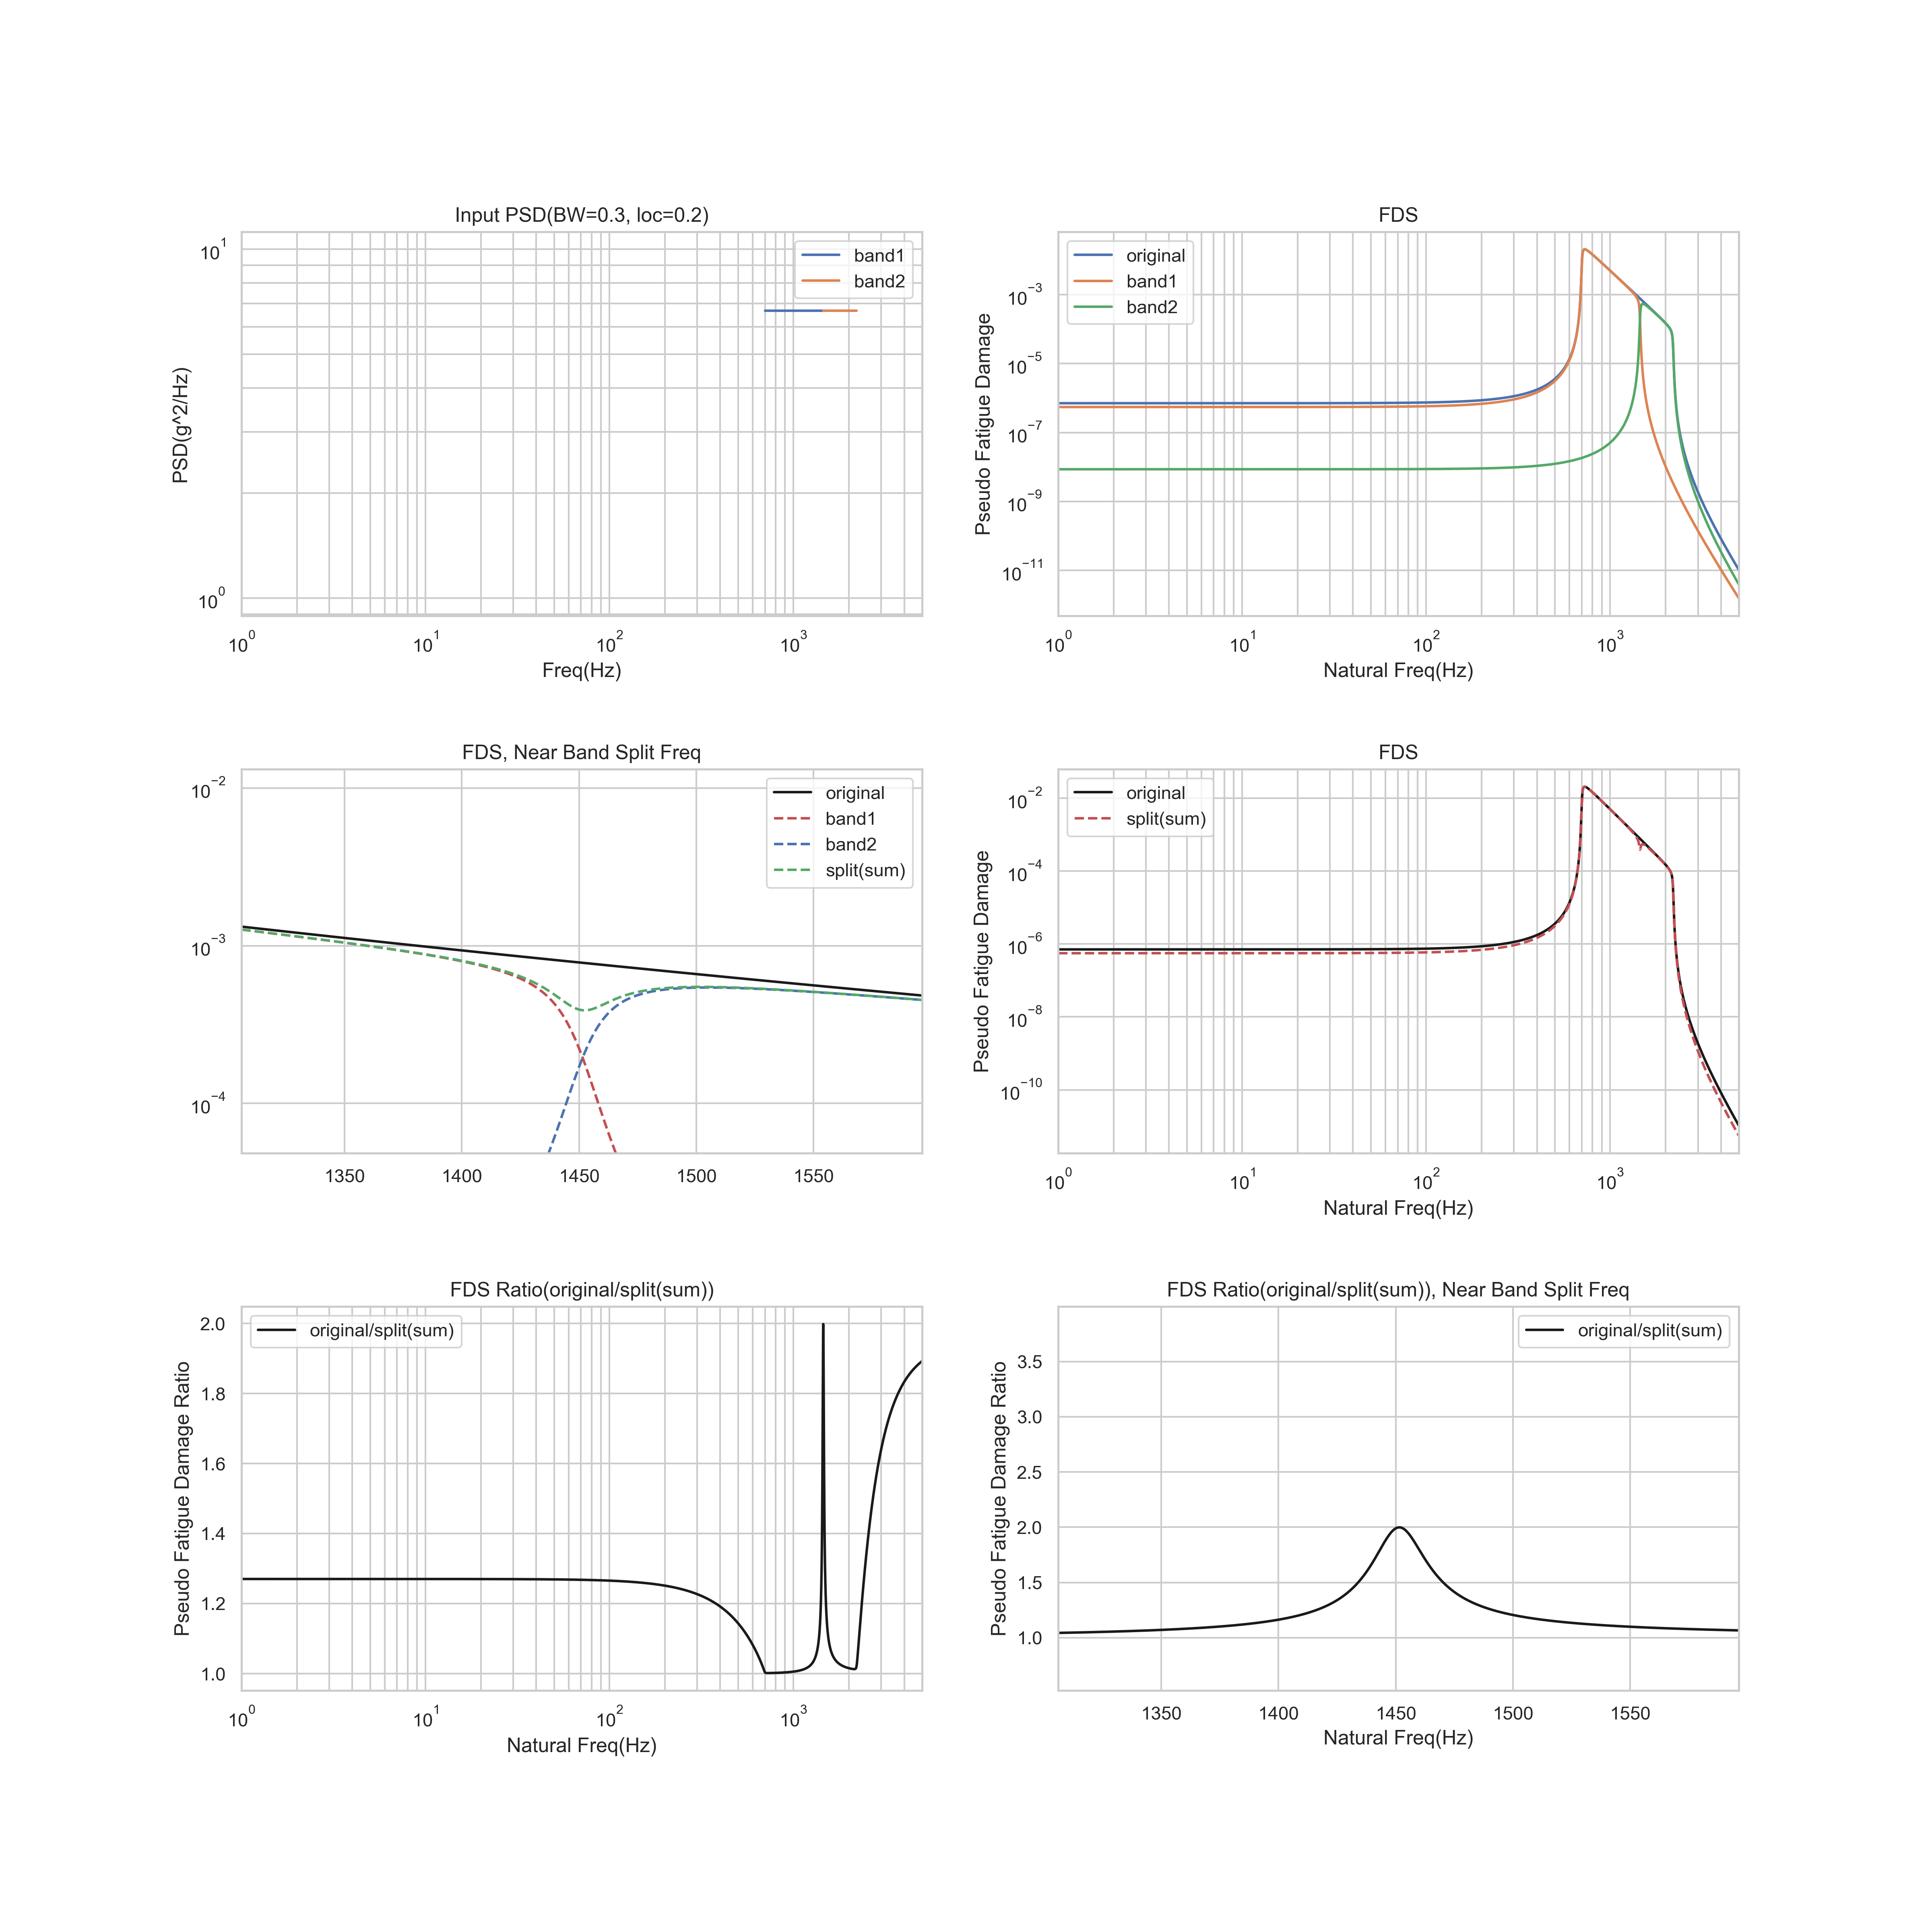 Input PSD(BW=0.3, loc=0.2)
band1
band2
PSD(g^2/Hz)
10^1
10^0
10^0 10^1 10^2 10^3
Freq(Hz)
FDS
original
band1
band2
Pseudo Fatigue Damage
10^−3
10^−5
10^−7
10^−9
10^−11
10^0 10^1 10^2 10^3
Natural Freq(Hz)
FDS, Near Band Split Freq
original
band1
band2
split(sum)
10^−2
10^−3
10^−4
1350 1400 1450 1500 1550
FDS
original
split(sum)
Pseudo Fatigue Damage
10^−2
10^−4
10^−6
10^−8
10^−10
10^0 10^1 10^2 10^3
Natural Freq(Hz)
FDS Ratio(original/split(sum))
original/split(sum)
Pseudo Fatigue Damage Ratio
2.0
1.8
1.6
1.4
1.2
1.0
10^0 10^1 10^2 10^3
Natural Freq(Hz)
FDS Ratio(original/split(sum)), Near Band Split Freq
original/split(sum)
Pseudo Fatigue Damage Ratio
3.5
3.0
2.5
2.0
1.5
1.0
1350 1400 1450 1500 1550
Natural Freq(Hz)